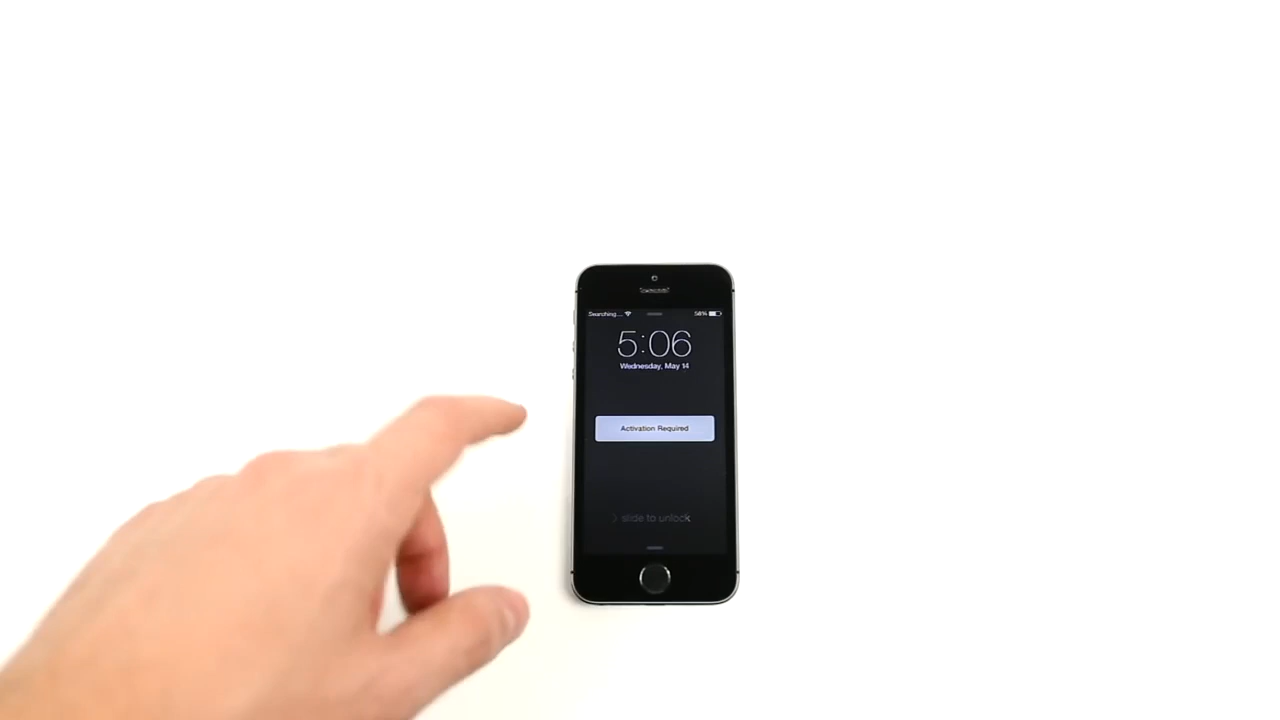 Searching... 58%
5:06
Wednesday, May 14
Activation Required
> slide to unlock